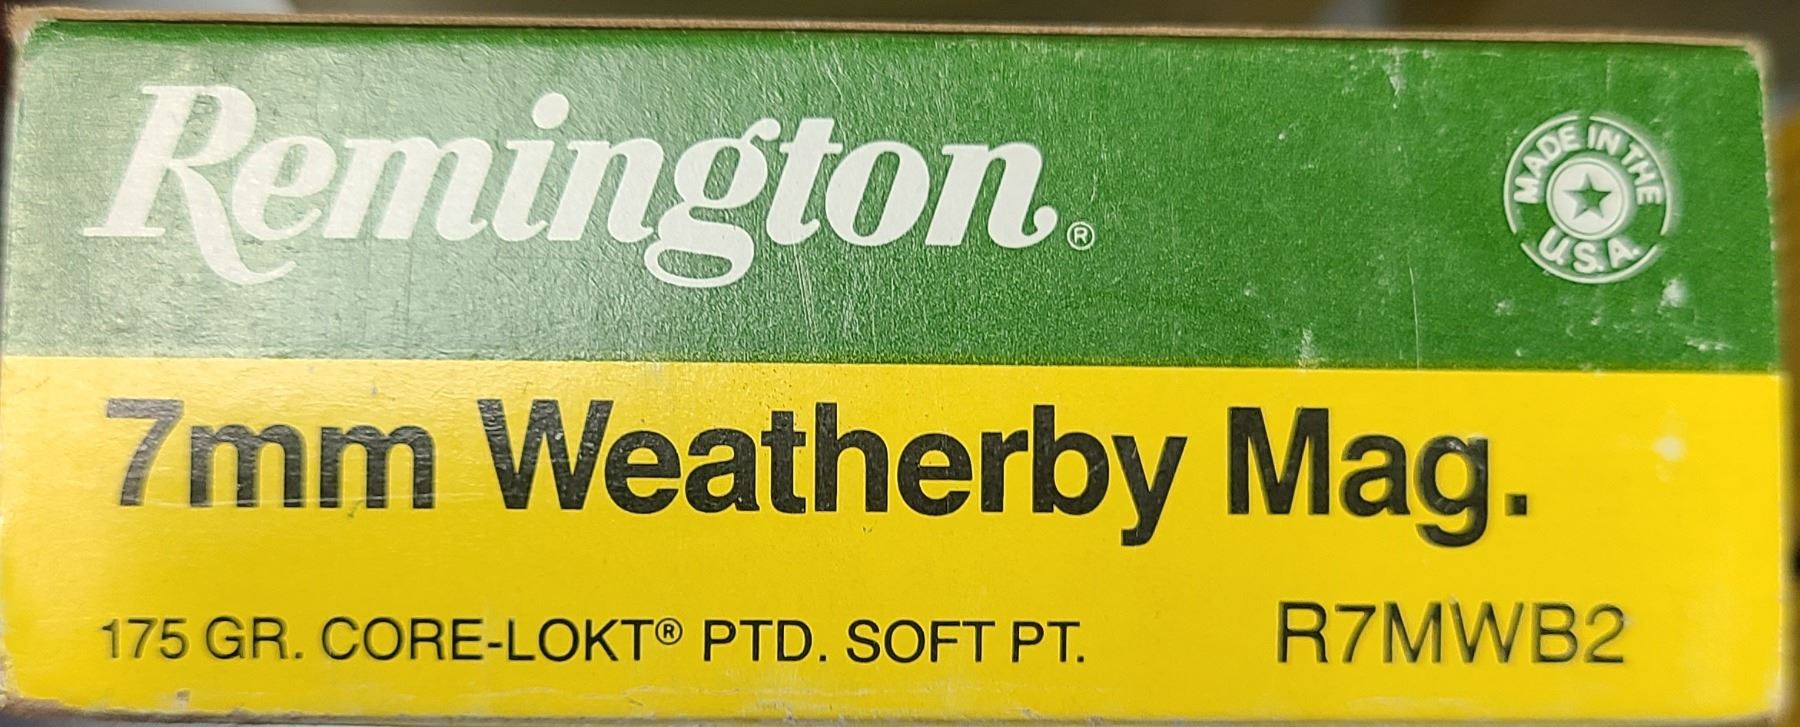 Remington®
MADE IN THE
U.S.A.
7mm Weatherby Mag.
175 GR. CORE-LOKT® PTD. SOFT PT. R7MWB2